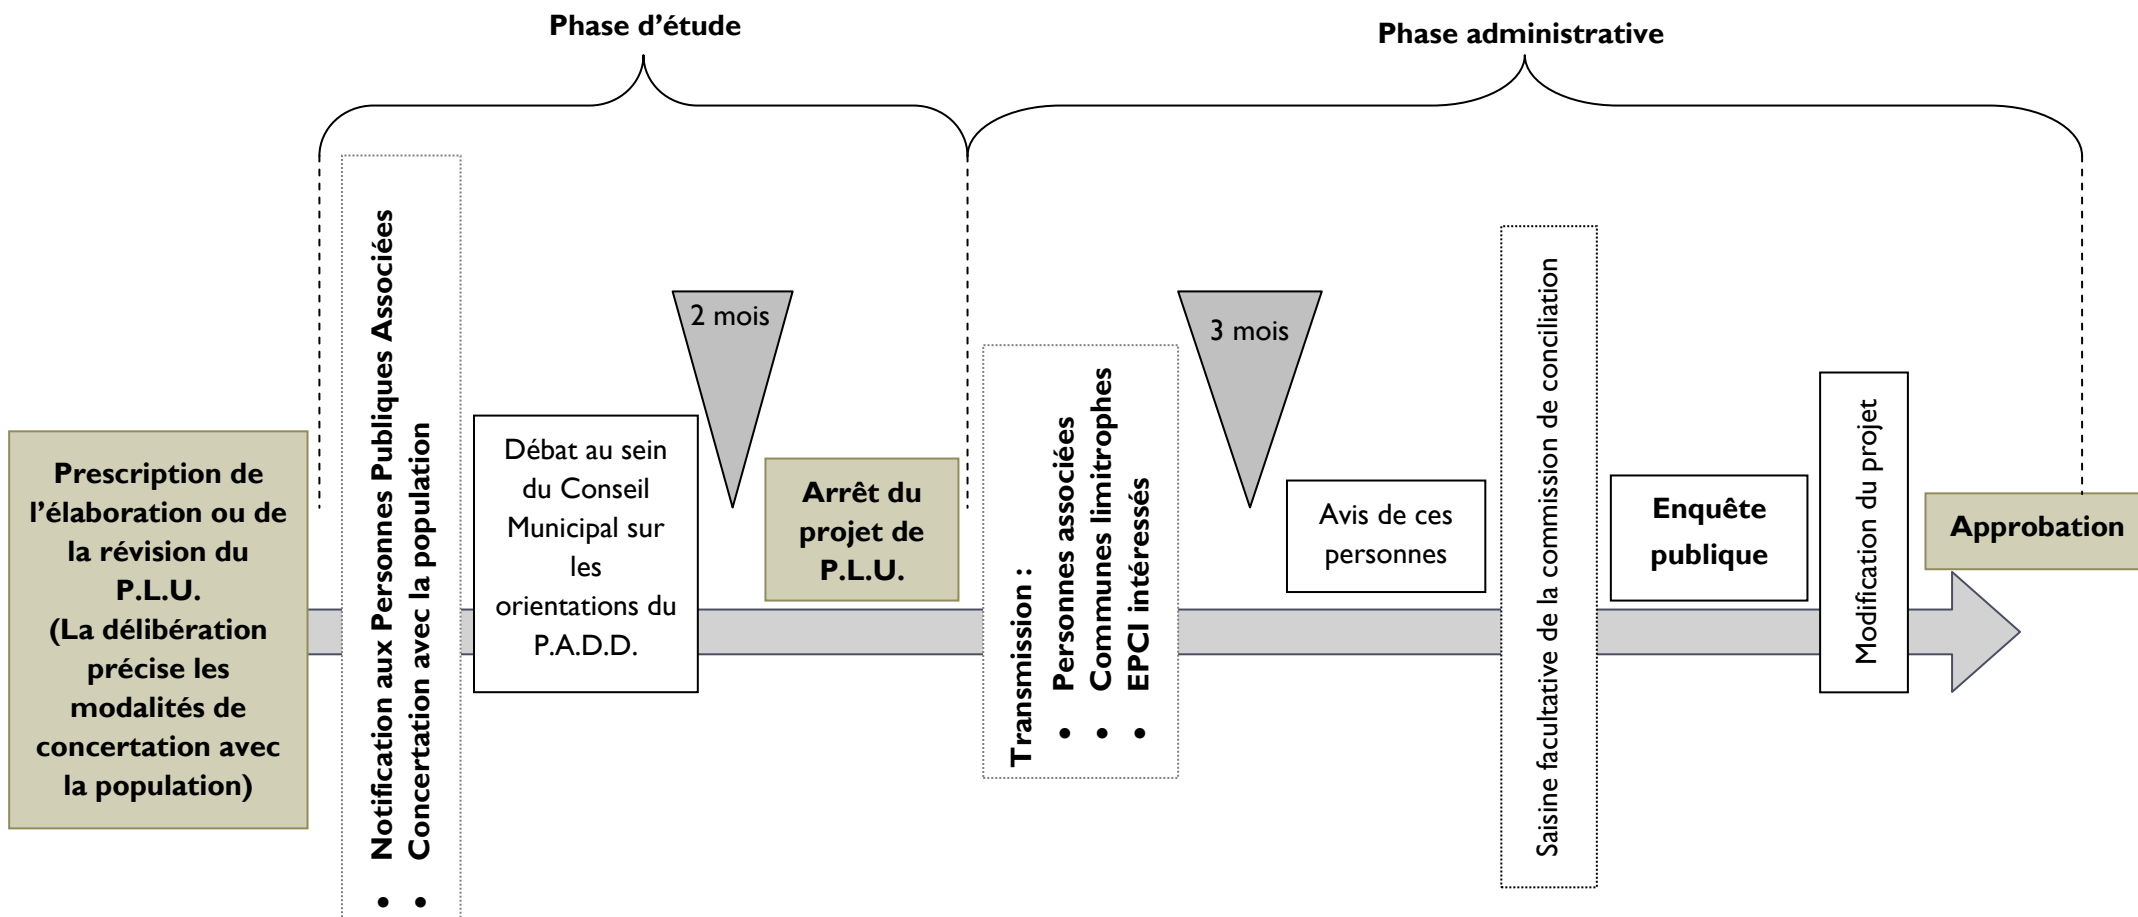 Phase d'étude
Phase administrative
Prescription de
l'élaboration ou de
la révision du
P.L.U.
(La délibération
précise les
modalités de
concertation avec
la population)
• Notification aux Personnes Publiques Associées
• Concertation avec la population
Débat au sein
du Conseil
Municipal sur
les
orientations du
P.A.D.D.
2 mois
Arrêt du
projet de
P.L.U.
Transmission :
• Personnes associées
• Communes limitrophes
• EPCI intéressés
3 mois
Avis de ces
personnes
Saisine facultative de la commission de conciliation
Enquête
publique
Modification du projet
Approbation